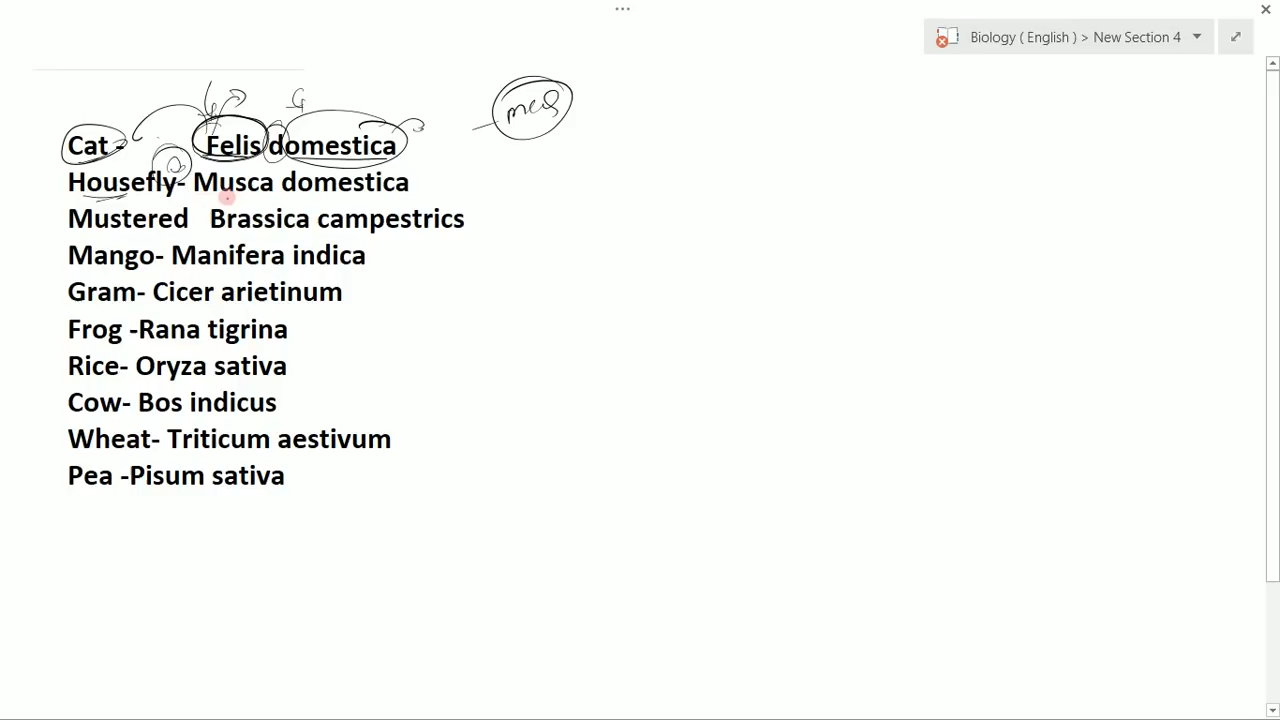 Biology ( English ) > New Section 4
mcq
Cat - Felis domestica
Housefly- Musca domestica
Mustered Brassica campestrics
Mango- Manifera indica
Gram- Cicer arietinum
Frog -Rana tigrina
Rice- Oryza sativa
Cow- Bos indicus
Wheat- Triticum aestivum
Pea -Pisum sativa